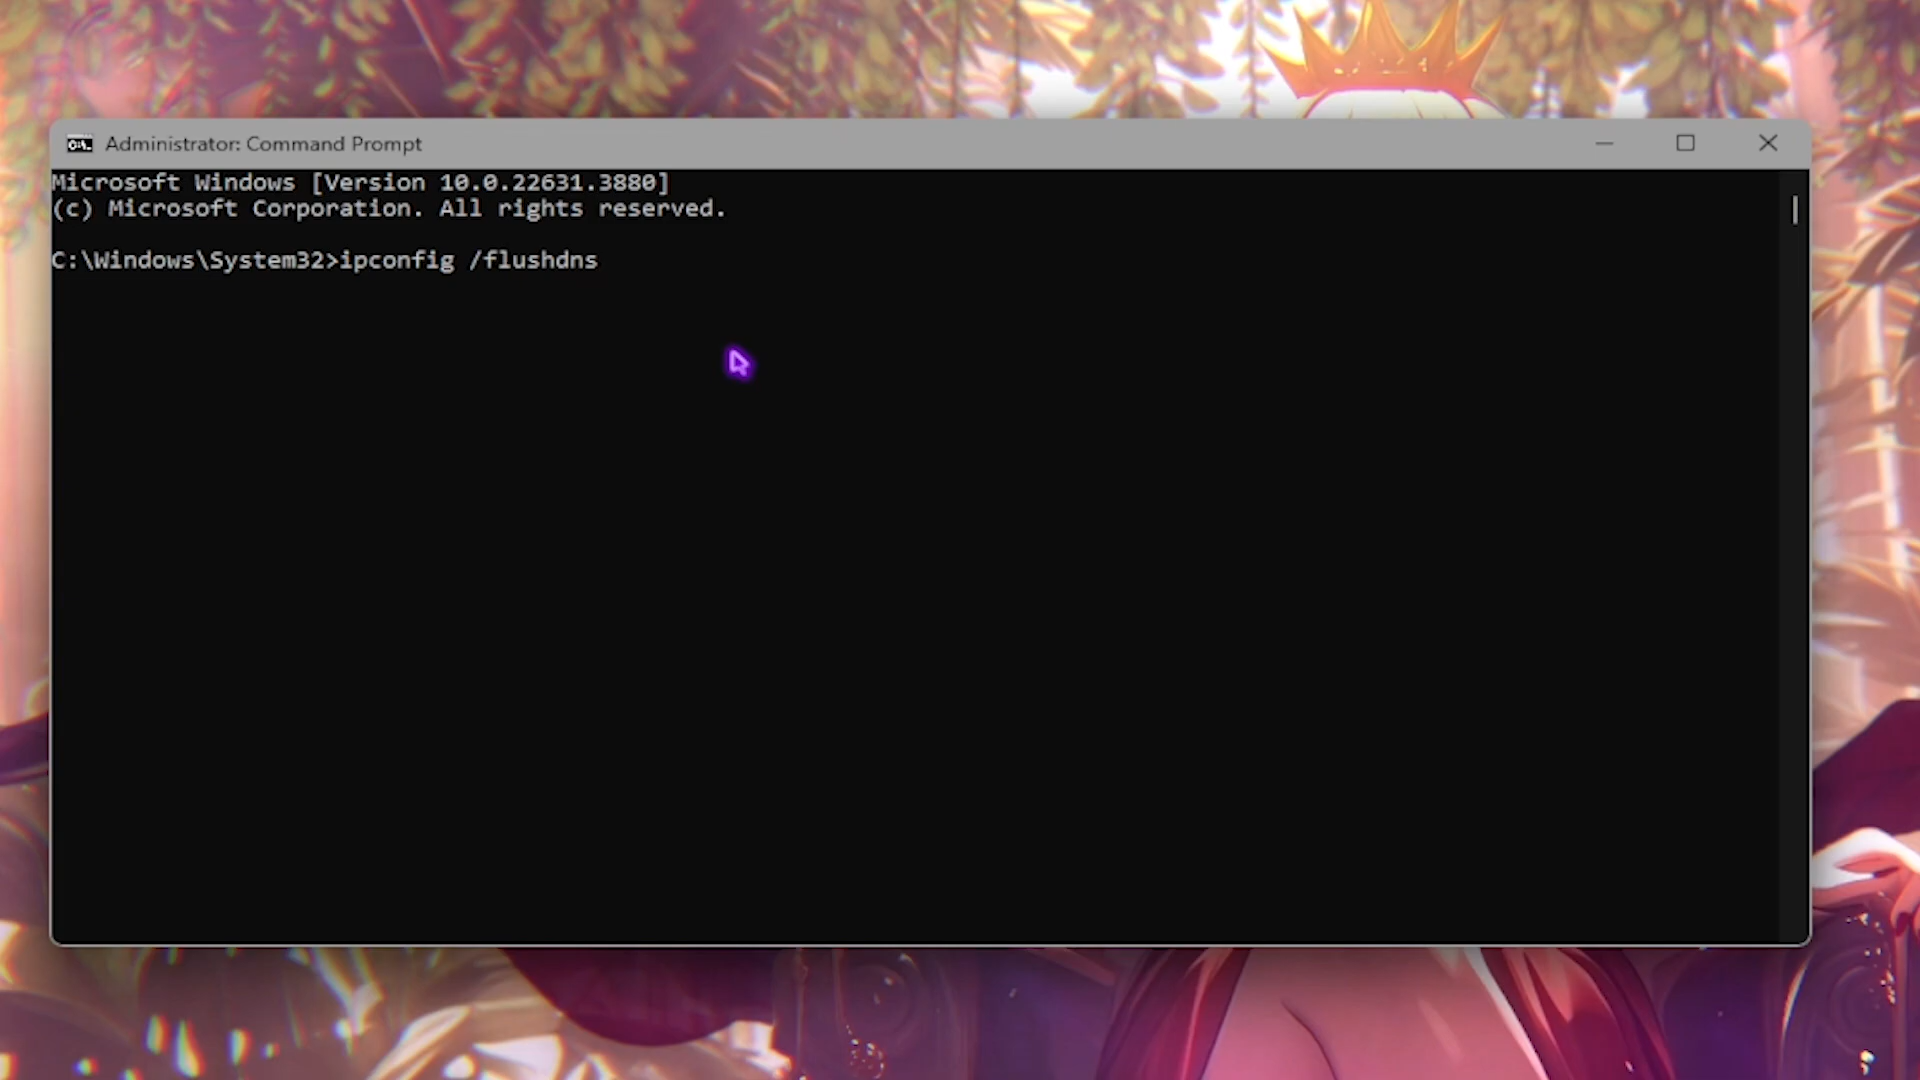 Administrator: Command Prompt
Microsoft Windows [Version 10.0.22631.3880]
(c) Microsoft Corporation. All rights reserved.
C:\Windows\System32>ipconfig /flushdns